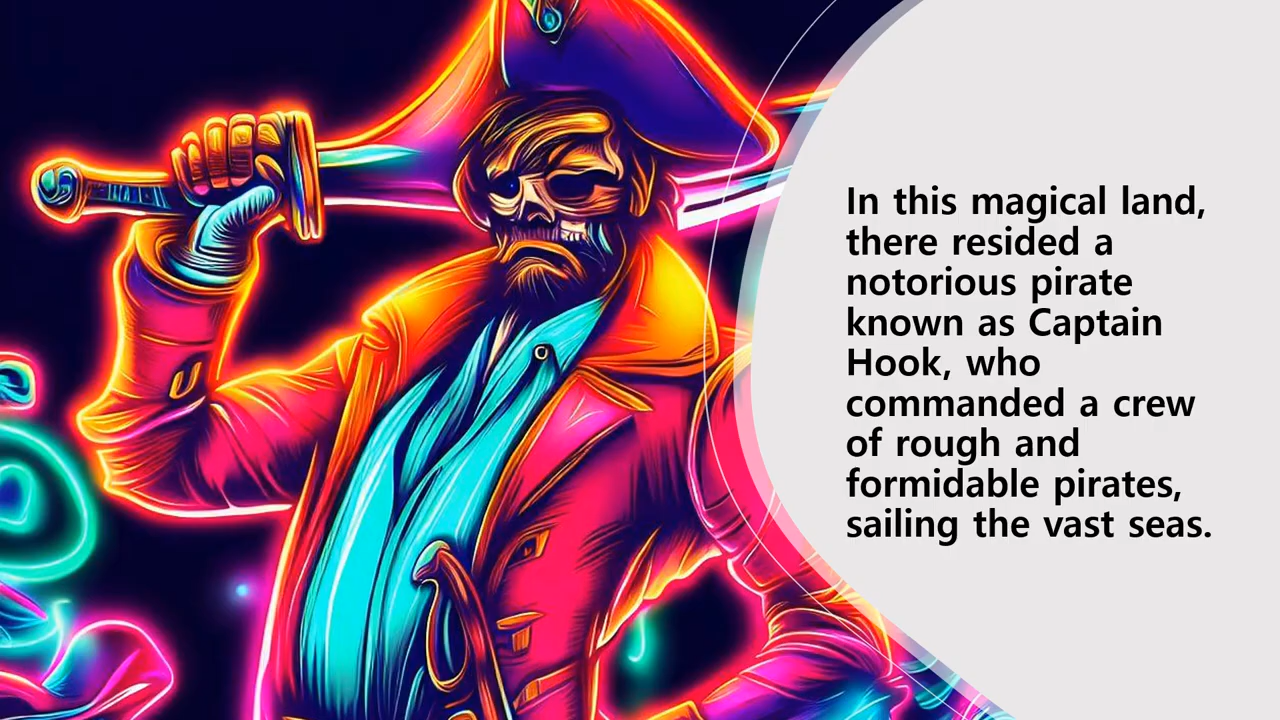 In this magical land,
there resided a
notorious pirate
known as Captain
Hook, who
commanded a crew
of rough and
formidable pirates,
sailing the vast seas.